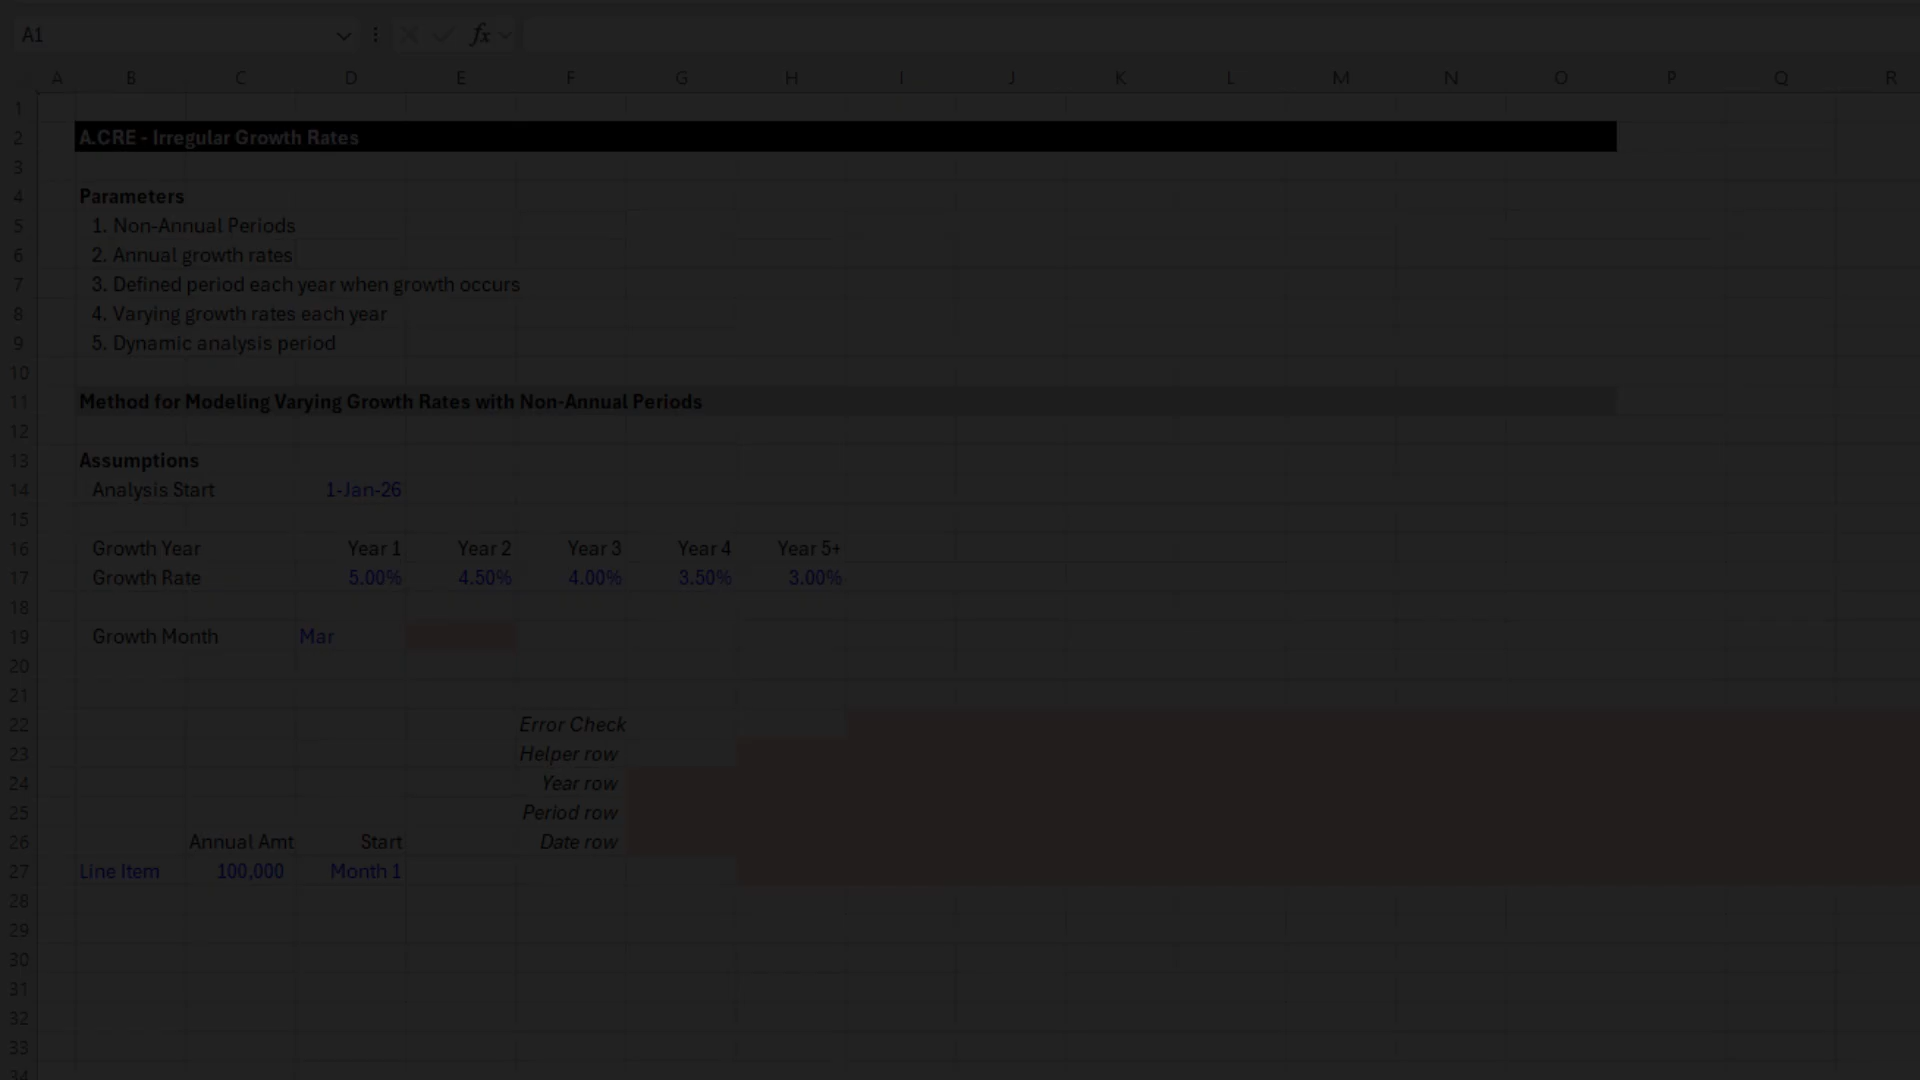 A1
fx
A B C D E F G H I J K L M N O P Q R
1
2 A.CRE - Irregular Growth Rates
3
4 Parameters
5 1. Non-Annual Periods
6 2. Annual growth rates
7 3. Defined period each year when growth occurs
8 4. Varying growth rates each year
9 5. Dynamic analysis period
10
11 Method for Modeling Varying Growth Rates with Non-Annual Periods
12
13 Assumptions
14 Analysis Start 1-Jan-26
15
16 Growth Year Year 1 Year 2 Year 3 Year 4 Year 5+
17 Growth Rate 5.00% 4.50% 4.00% 3.50% 3.00%
18
19 Growth Month Mar
20
21
22 Error Check
23 Helper row
24 Year row
25 Period row
26 Annual Amt Start Date row
27 Line Item 100,000 Month 1
28
29
30
31
32
33
34